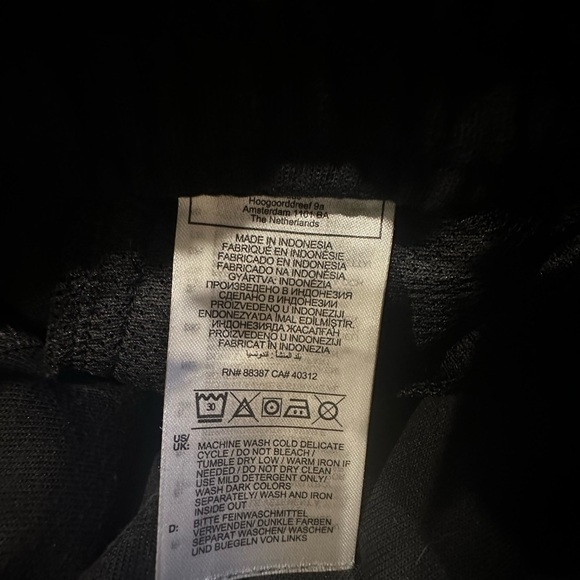 Hoogoorddreef 9a
Amsterdam 1101 BA
The Netherlands
MADE IN INDONESIA
FABRIQUÉ EN INDONÉSIE
FABRICADO EN INDONESIA
FABRICADO NA INDONÉSIA
GYÁRTVA: INDONÉZIA
ПРОИЗВЕДЕНО В ИНДОНЕЗИЯ
СДЕЛАНО В ИНДОНЕЗИИ
PROIZVEDENO U INDONEZIJI
ENDONEZYA'DA İMAL EDİLMİŞTİR.
ИНДОНЕЗИЯДА ЖАСАЛҒАН
PROIZVEDENO U INDONEZIJI
FABRICAT ÎN INDONEZIA
بلد المنشأ : اندونيسيا
RN# 88387 CA# 40312
30
US/
UK:
MACHINE WASH COLD DELICATE
CYCLE / DO NOT BLEACH /
TUMBLE DRY LOW / WARM IRON IF
NEEDED / DO NOT DRY CLEAN
USE MILD DETERGENT ONLY/
WASH DARK COLORS
SEPARATELY/ WASH AND IRON
INSIDE OUT
D: BITTE FEINWASCHMITTEL
VERWENDEN/ DUNKLE FARBEN
SEPARAT WASCHEN/ WASCHEN
UND BUEGELN VON LINKS